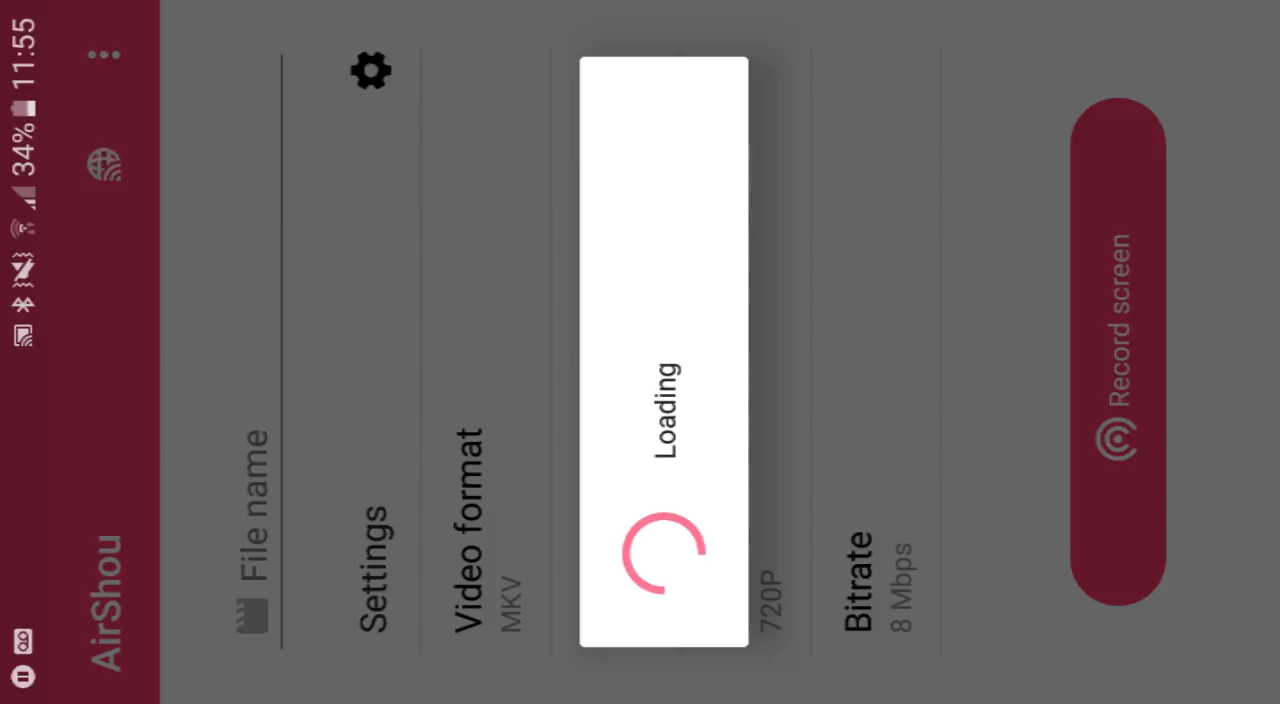 34% 11:55
AirShou
File name
Settings
Video format
MKV
Loading
720P
Bitrate
8 Mbps
Record screen